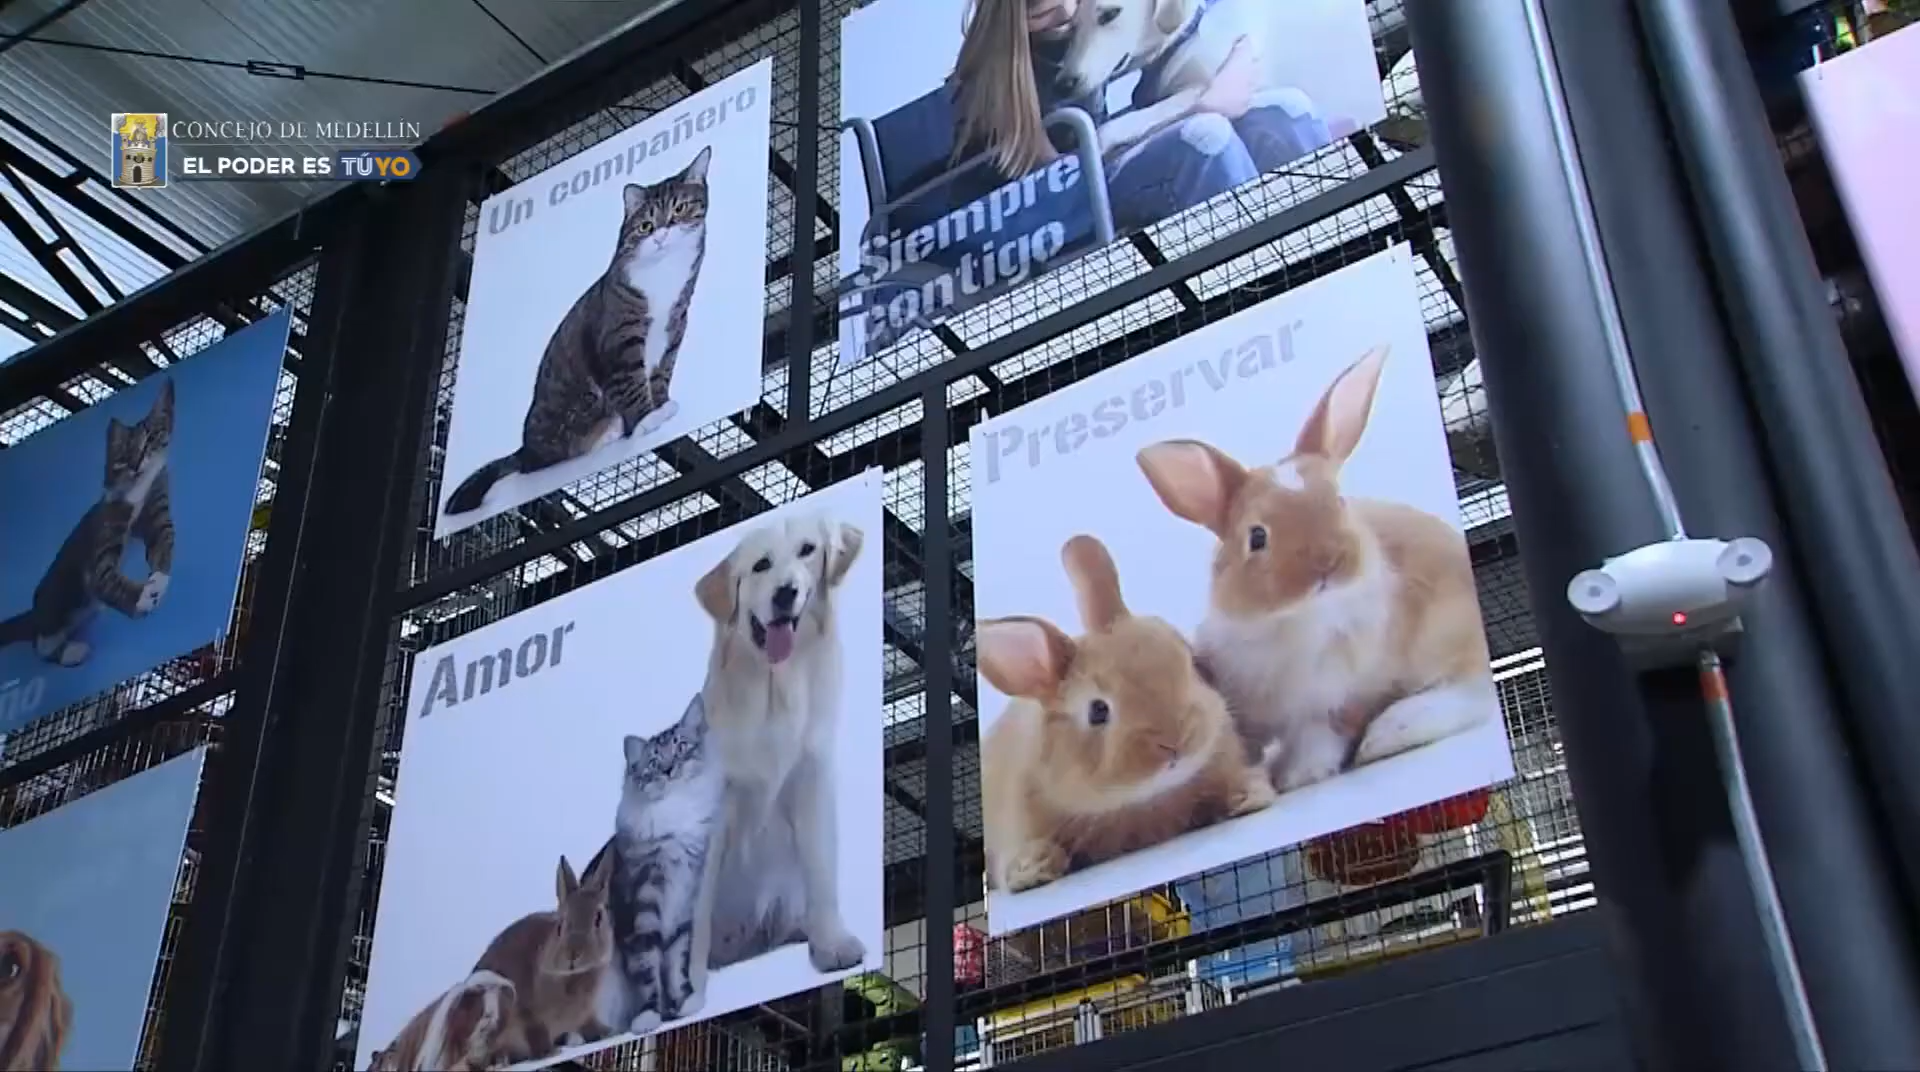 CONCEJO DE MEDELLÍN
EL PODER ES TÚYO
Un compañero
Siempre
contigo
Preservar
Amor